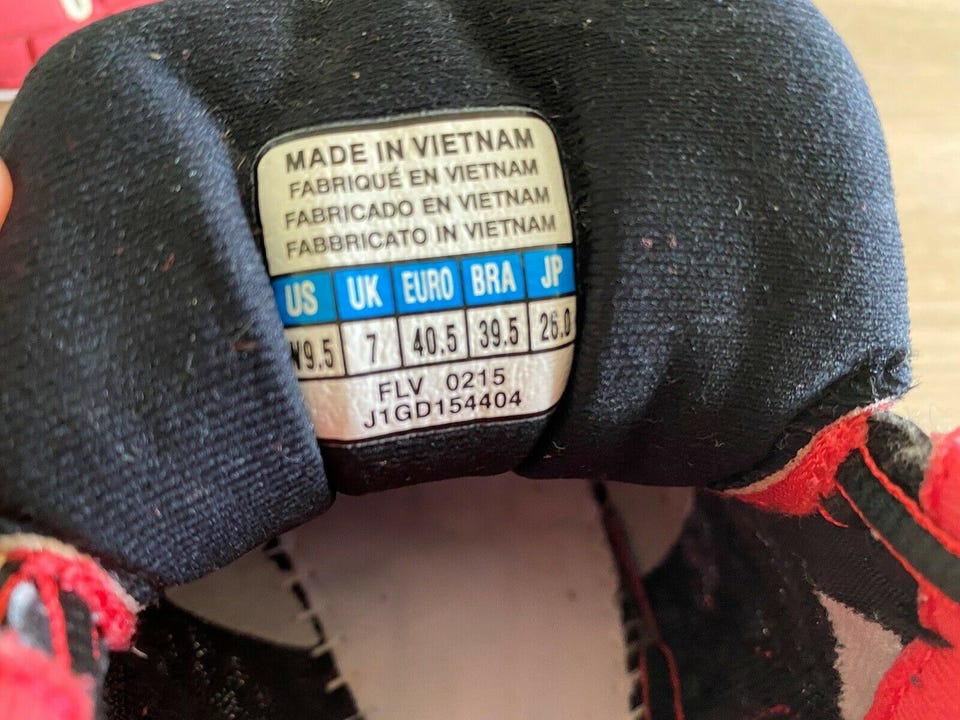 MADE IN VIETNAM
FABRIQUÉ EN VIETNAM
FABRICADO EN VIETNAM
FABBRICATO IN VIETNAM
US UK EURO BRA JP
W9.5 7 40.5 39.5 26.0
FLV 0215
J1GD154404